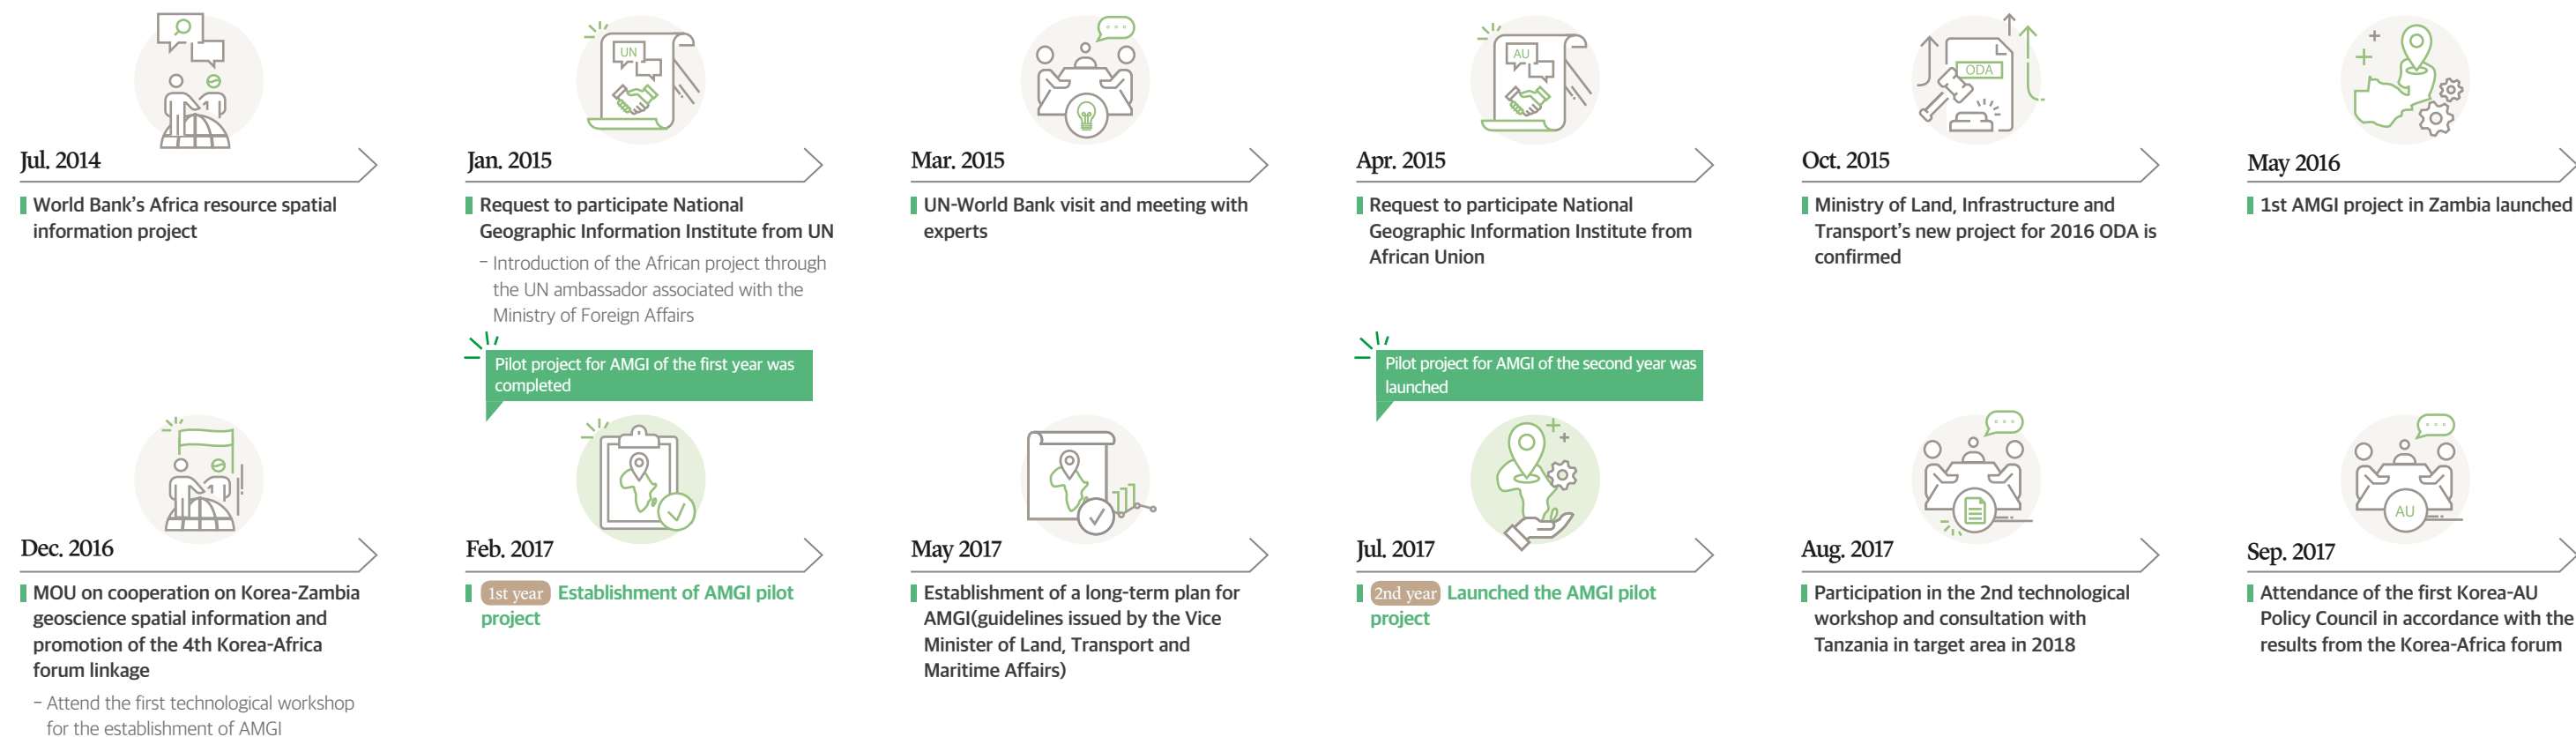 UN
AU
ODA
Jul. 2014
World Bank's Africa resource spatial
information project
Jan. 2015
Request to participate National
Geographic Information Institute from UN
– Introduction of the African project through
the UN ambassador associated with the
Ministry of Foreign Affairs
Mar. 2015
UN-World Bank visit and meeting with
experts
Apr. 2015
Request to participate National
Geographic Information Institute from
African Union
Oct. 2015
Ministry of Land, Infrastructure and
Transport's new project for 2016 ODA is
confirmed
May 2016
1st AMGI project in Zambia launched
Dec. 2016
MOU on cooperation on Korea-Zambia
geoscience spatial information and
promotion of the 4th Korea-Africa
forum linkage
– Attend the first technological workshop
for the establishment of AMGI
Pilot project for AMGI of the first year was
completed
Feb. 2017
1st year Establishment of AMGI pilot
project
May 2017
Establishment of a long-term plan for
AMGI(guidelines issued by the Vice
Minister of Land, Transport and
Maritime Affairs)
Pilot project for AMGI of the second year was
launched
Jul. 2017
2nd year Launched the AMGI pilot
project
Aug. 2017
Participation in the 2nd technological
workshop and consultation with
Tanzania in target area in 2018
AU
Sep. 2017
Attendance of the first Korea-AU
Policy Council in accordance with the
results from the Korea-Africa forum